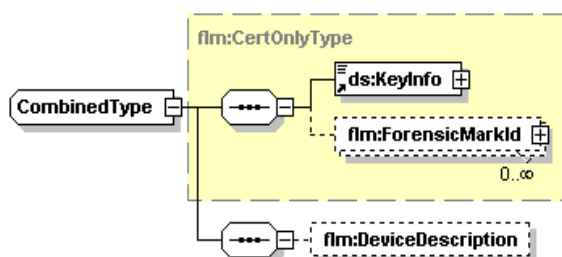 flm:CertOnlyType
ds:KeyInfo
CombinedType
flm:ForensicMarkId
0..∞
flm:DeviceDescription